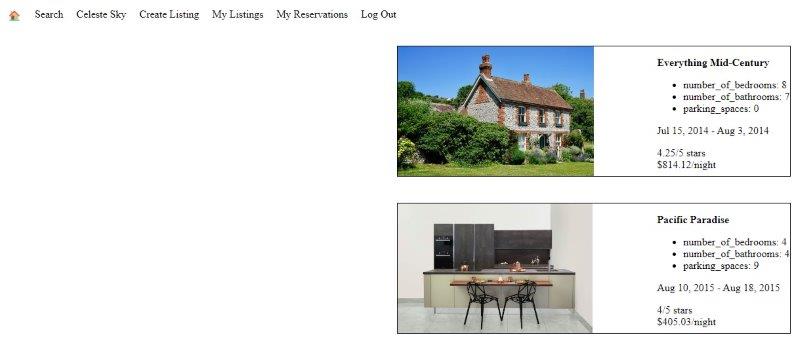 Search Celeste Sky Create Listing My Listings My Reservations Log Out
Everything Mid-Century
number_of_bedrooms: 8
number_of_bathrooms: 7
parking_spaces: 0
Jul 15, 2014 - Aug 3, 2014
4.25/5 stars
$814.12/night
Pacific Paradise
number_of_bedrooms: 4
number_of_bathrooms: 4
parking_spaces: 9
Aug 10, 2015 - Aug 18, 2015
4/5 stars
$405.03/night